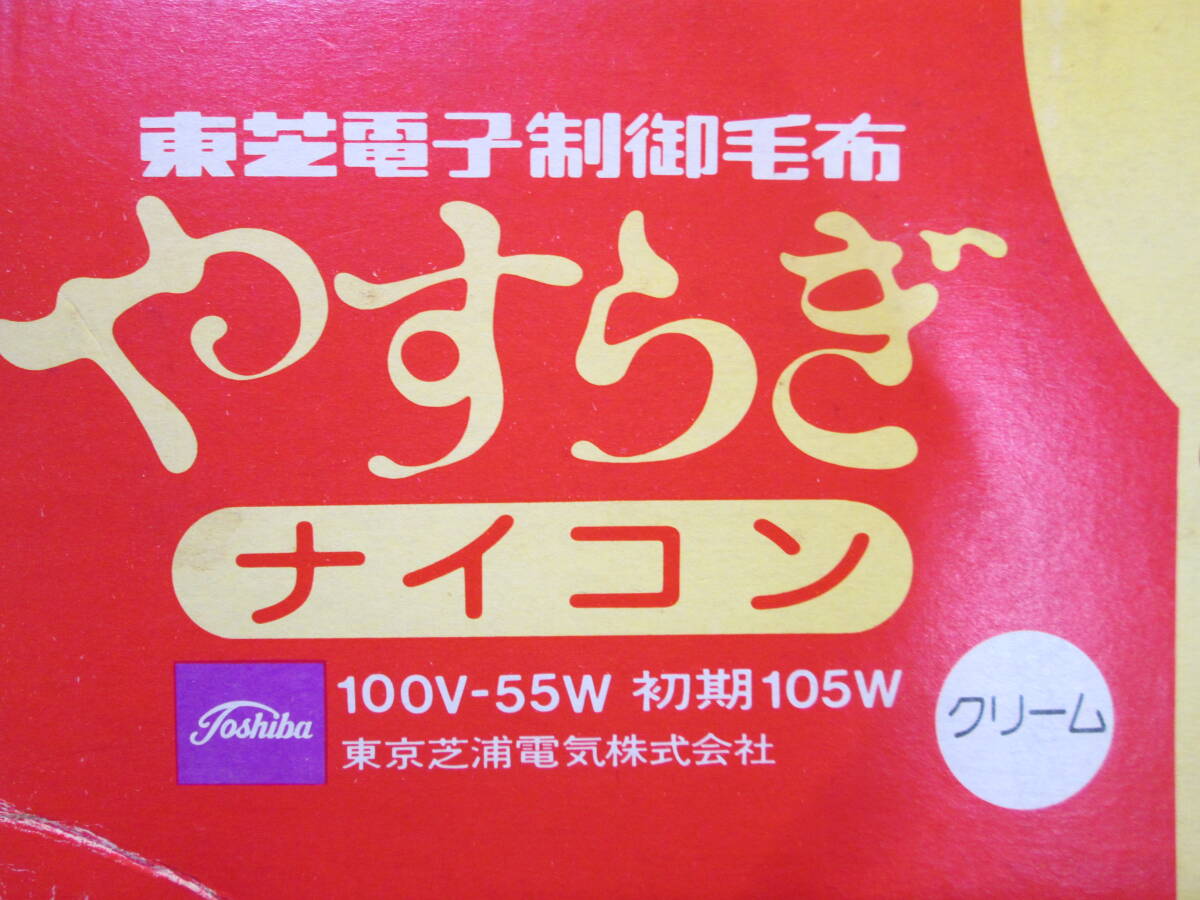 東芝電子制御毛布
やすらぎ
ナイコン
Toshiba
100V-55W 初期105W
東京芝浦電気株式会社
クリーム